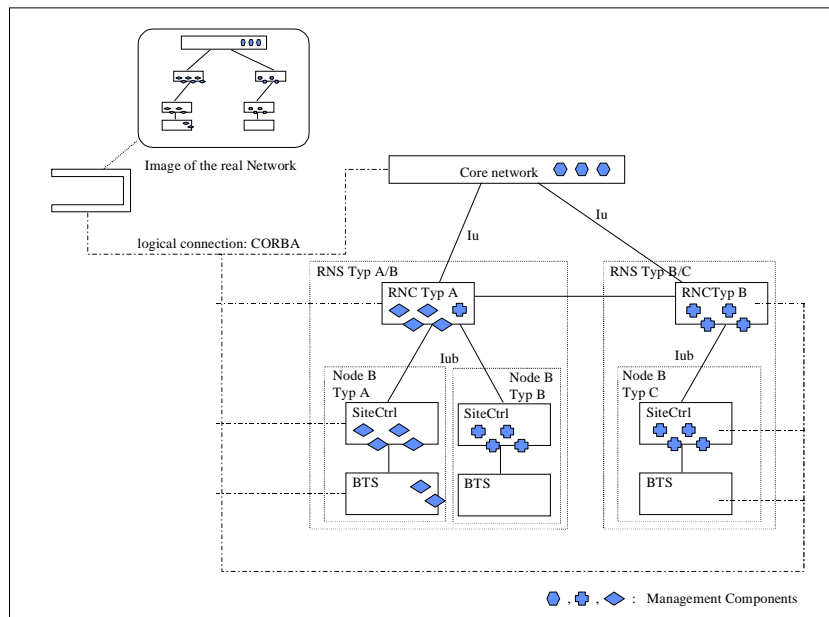 Image of the real Network
Core network
logical connection: CORBA
Iu
Iu
RNS Typ A/B
RNS Typ B/C
RNC Typ A
RNCTyp B
Iub
Iub
Node B
Typ A
Node B
Typ B
Node B
Typ C
SiteCtrl
SiteCtrl
SiteCtrl
BTS
BTS
BTS
, , : Management Components